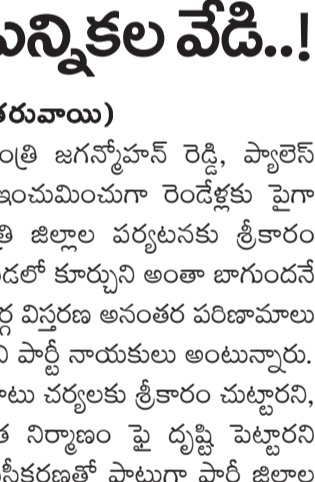 న్నికల వేడి..!
తరువాయి)
ంత్రి జగన్మోహన్ రెడ్డి, ప్యాలెస్
ఇంచుమించుగా రెండేళ్లకు పైగా
త్రి జిల్లాల పర్యటనకు శ్రీకారం
డలో కూర్చుని అంతా బాగుందనే
ర్గ విస్తరణ అనంతర పరిణామాలు
ని పార్టీ నాయకులు అంటున్నారు.
ాటు చర్యలకు శ్రీకారం చుట్టారని,
త నిర్మాణం పై దృష్టి పెట్టారని
సీకరణతో పాటుగా పార్టీ జిల్లాల